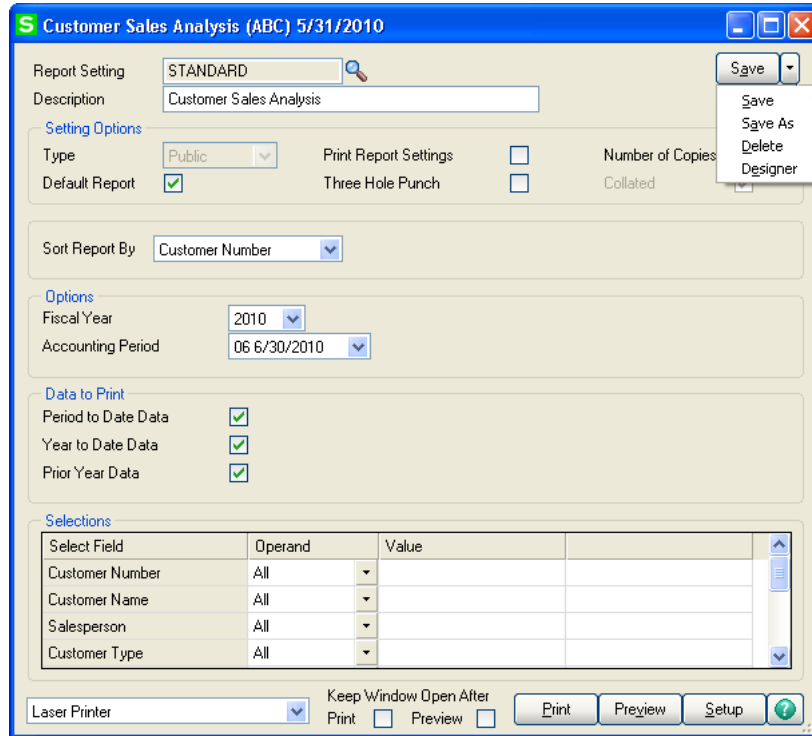 S Customer Sales Analysis (ABC) 5/31/2010
Report Setting STANDARD Save
Description Customer Sales Analysis
Save
Save As
Delete
Designer
Setting Options
Type Public Print Report Settings Number of Copies
Default Report Three Hole Punch Collated
Sort Report By Customer Number
Options
Fiscal Year 2010
Accounting Period 06 6/30/2010
Data to Print
Period to Date Data
Year to Date Data
Prior Year Data
Selections
Select Field Operand Value
Customer Number All
Customer Name All
Salesperson All
Customer Type All
Laser Printer
Keep Window Open After
Print Preview
Print Preview Setup ?